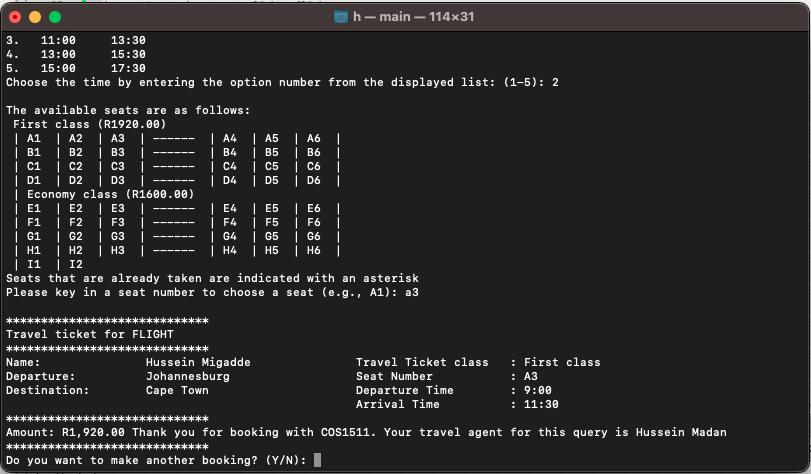 h — main — 114×31
3.   11:00     13:30
4.   13:00     15:30
5.   15:00     17:30
Choose the time by entering the option number from the displayed list: (1-5): 2
The available seats are as follows:
 First class (R1920.00)
 | A1  | A2  | A3  | ------  | A4  | A5  | A6  |
 | B1  | B2  | B3  | ------  | B4  | B5  | B6  |
 | C1  | C2  | C3  | ------  | C4  | C5  | C6  |
 | D1  | D2  | D3  | ------  | D4  | D5  | D6  |
 | Economy class (R1600.00)
 | E1  | E2  | E3  | ------  | E4  | E5  | E6  |
 | F1  | F2  | F3  | ------  | F4  | F5  | F6  |
 | G1  | G2  | G3  | ------  | G4  | G5  | G6  |
 | H1  | H2  | H3  | ------  | H4  | H5  | H6  |
 | I1  | I2
Seats that are already taken are indicated with an asterisk
Please key in a seat number to choose a seat (e.g., A1): a3
*****************************
Travel ticket for FLIGHT
*****************************
Name:               Hussein Migadde               Travel Ticket class   : First class
Departure:          Johannesburg                  Seat Number           : A3
Destination:        Cape Town                     Departure Time        : 9:00
                                                  Arrival Time          : 11:30
*****************************
Amount: R1,920.00 Thank you for booking with COS1511. Your travel agent for this query is Hussein Madan
*****************************
Do you want to make another booking? (Y/N):